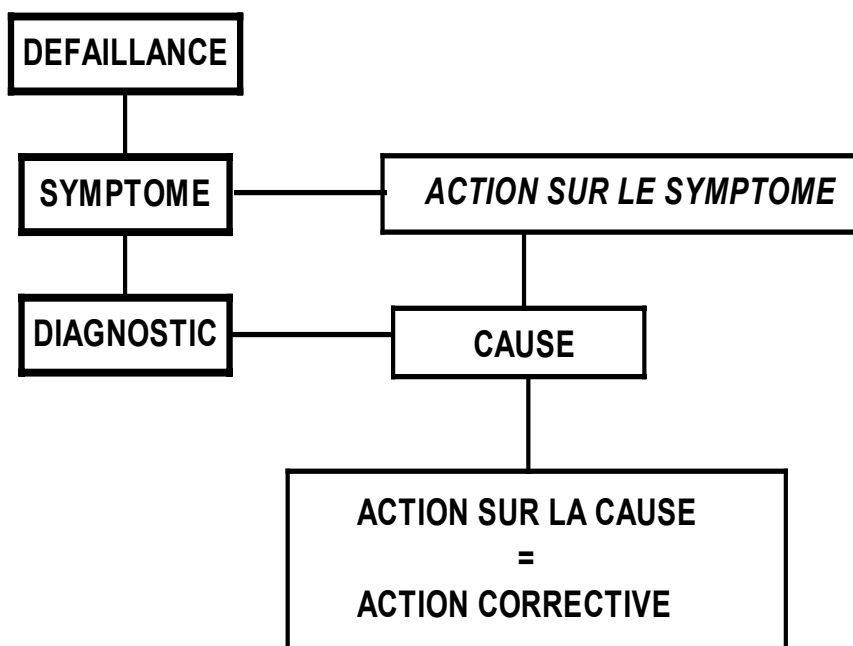 DEFAILLANCE
SYMPTOME
ACTION SUR LE SYMPTOME
DIAGNOSTIC
CAUSE
ACTION SUR LA CAUSE
=
ACTION CORRECTIVE